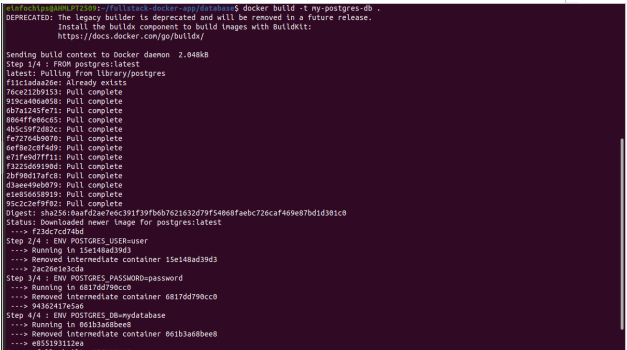 einfochips@AHMLPT2509:~/fullstack-docker-app/database$ docker build -t my-postgres-db .
DEPRECATED: The legacy builder is deprecated and will be removed in a future release.
Install the buildx component to build images with BuildKit:
https://docs.docker.com/go/buildx/
Sending build context to Docker daemon 2.048kB
Step 1/4 : FROM postgres:latest
latest: Pulling from library/postgres
f11c1adaa26e: Already exists
76ce212b9153: Pull complete
919ca406a058: Pull complete
6b7a1245fe71: Pull complete
8064ffe06c65: Pull complete
4b5c59f2d82c: Pull complete
fe72764b9070: Pull complete
6ef8e2c0f4d9: Pull complete
e71fe9d7ff11: Pull complete
f3225d69190d: Pull complete
2bf90d17afc8: Pull complete
d3aee49eb079: Pull complete
e1e856658919: Pull complete
95c2c2ef9f02: Pull complete
Digest: sha256:0aafd2ae7e6c391f39fb6b7621632d79f54068faebc726caf469e87bd1d301c0
Status: Downloaded newer image for postgres:latest
---> f23dc7cd74bd
Step 2/4 : ENV POSTGRES_USER=user
---> Running in 15e148ad39d3
---> Removed intermediate container 15e148ad39d3
---> 2ac26e1e3cda
Step 3/4 : ENV POSTGRES_PASSWORD=password
---> Running in 6817dd790cc0
---> Removed intermediate container 6817dd790cc0
---> 94362417e5a6
Step 4/4 : ENV POSTGRES_DB=mydatabase
---> Running in 061b3a68bee8
---> Removed intermediate container 061b3a68bee8
---> e855193112ea